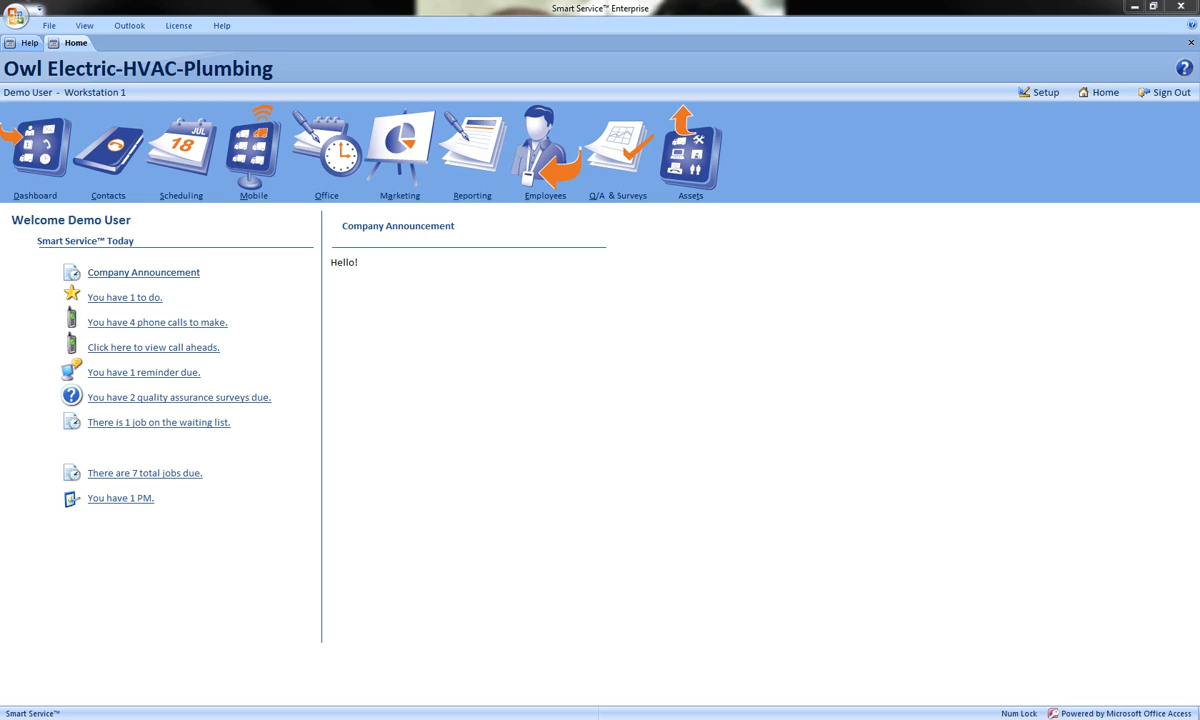 Smart Service™ Enterprise
File View Outlook License Help
Help Home
Owl Electric-HVAC-Plumbing
Demo User - Workstation 1 Setup Home Sign Out
JUL
18
Dashboard Contacts Scheduling Mobile Office Marketing Reporting Employees Q/A & Surveys Assets
Welcome Demo User
Smart Service™ Today
Company Announcement
You have 1 to do.
You have 4 phone calls to make.
Click here to view call aheads.
You have 1 reminder due.
You have 2 quality assurance surveys due.
There is 1 job on the waiting list.
There are 7 total jobs due.
You have 1 PM.
Company Announcement
Hello!
Smart Service™ Num Lock Powered by Microsoft Office Access